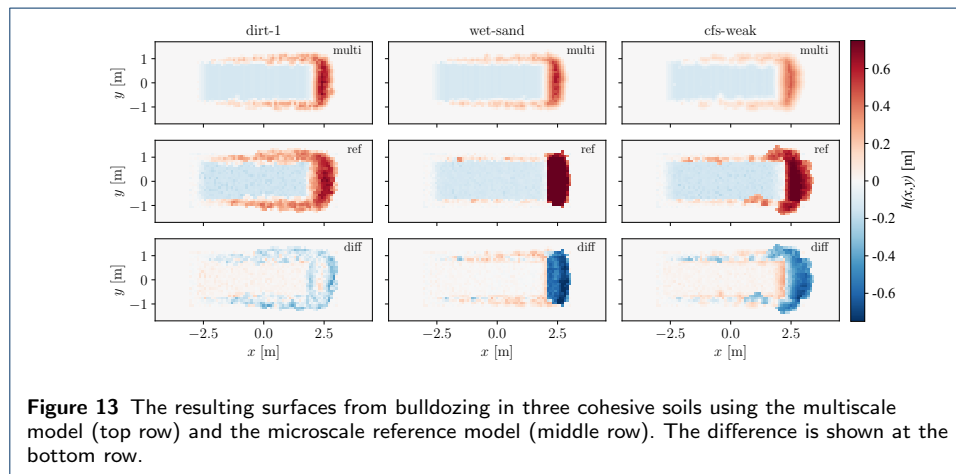 dirt-1 wet-sand cfs-weak
multi multi multi
1
0
−1
y [m]
0.6
0.4
0.2
0
-0.2
-0.4
-0.6
h(x,y) [m]
ref ref ref
1
0
−1
y [m]
diff diff diff
1
0
−1
y [m]
−2.5 0.0 2.5 −2.5 0.0 2.5 −2.5 0.0 2.5
x [m] x [m] x [m]
Figure 13 The resulting surfaces from bulldozing in three cohesive soils using the multiscale
model (top row) and the microscale reference model (middle row). The difference is shown at the
bottom row.